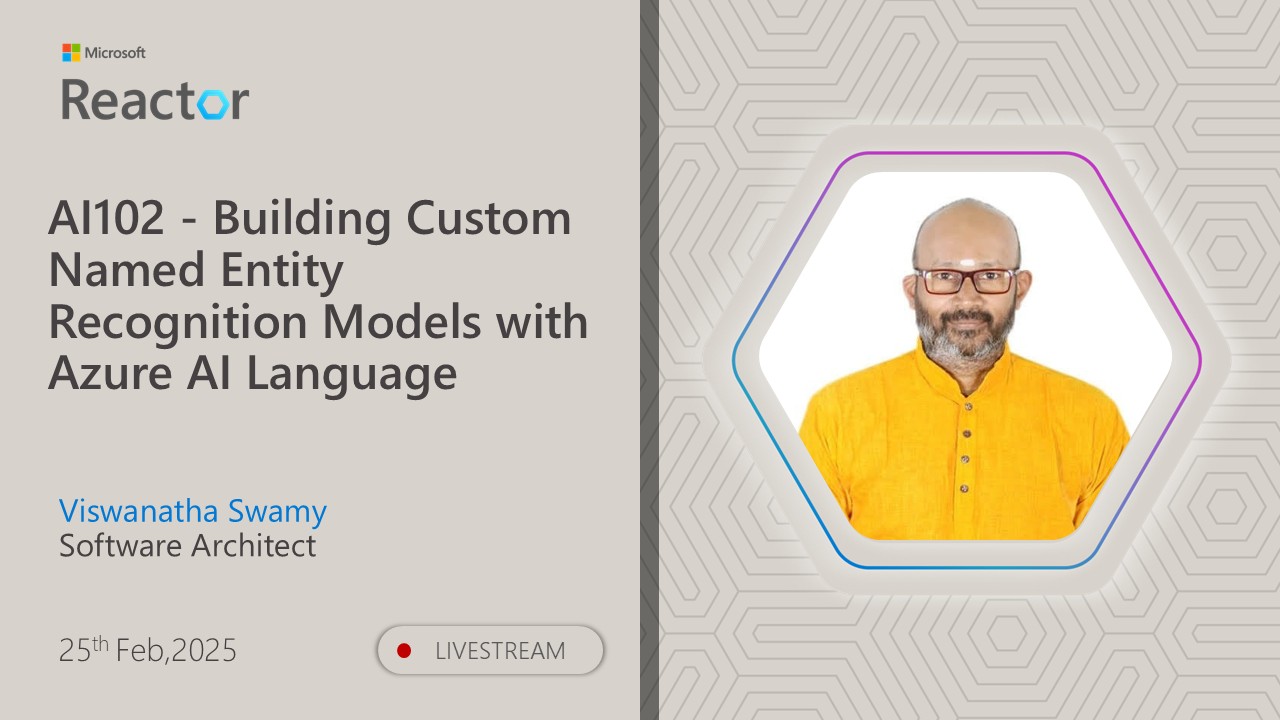 Microsoft
Reactor
AI102 - Building Custom
Named Entity
Recognition Models with
Azure AI Language
Viswanatha Swamy
Software Architect
25th Feb,2025
LIVESTREAM